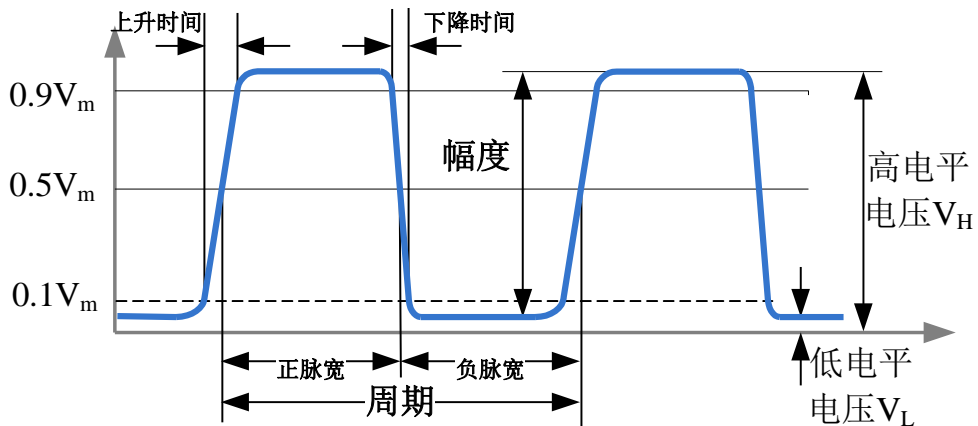 上升时间
下降时间
0.9Vm
0.5Vm
0.1Vm
幅度
高电平
电压VH
正脉宽
负脉宽
周期
低电平
电压VL